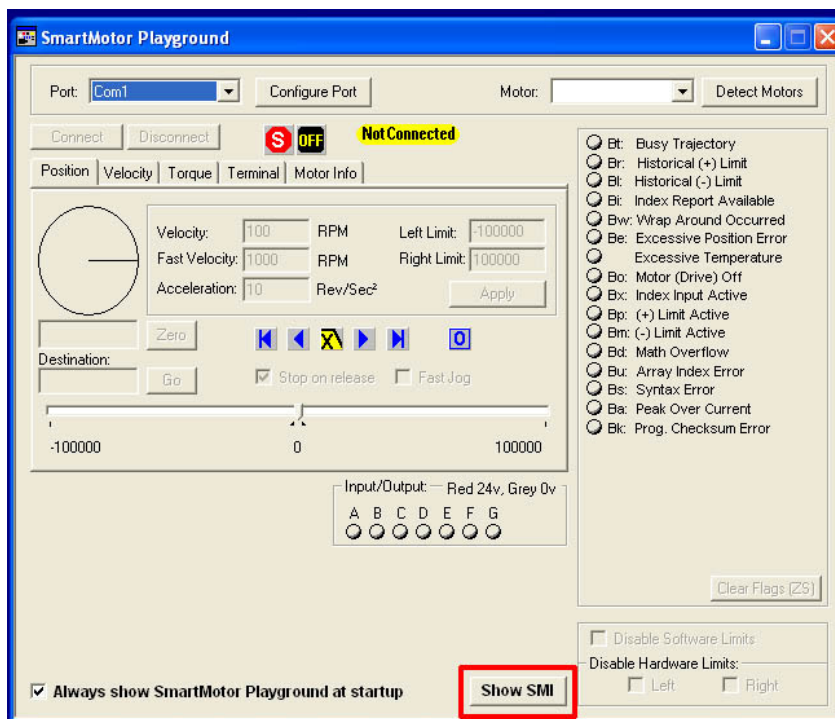 SmartMotor Playground
Port: Com1 Configure Port Motor: Detect Motors
Connect Disconnect S OFF Not Connected
Position Velocity Torque Terminal Motor Info
Velocity: 100 RPM Left Limit: -100000
Fast Velocity: 1000 RPM Right Limit: 100000
Acceleration: 10 Rev/Sec² Apply
Zero
X 0
Destination:
Go Stop on release Fast Jog
-100000 0 100000
Input/Output: Red 24v, Grey 0v
A B C D E F G
Bt: Busy Trajectory
Br: Historical (+) Limit
Bl: Historical (-) Limit
Bi: Index Report Available
Bw: Wrap Around Occurred
Be: Excessive Position Error
Excessive Temperature
Bo: Motor (Drive) Off
Bx: Index Input Active
Bp: (+) Limit Active
Bm: (-) Limit Active
Bd: Math Overflow
Bu: Array Index Error
Bs: Syntax Error
Ba: Peak Over Current
Bk: Prog. Checksum Error
Clear Flags (ZS)
Disable Software Limits
Disable Hardware Limits:
Left Right
Always show SmartMotor Playground at startup Show SMI